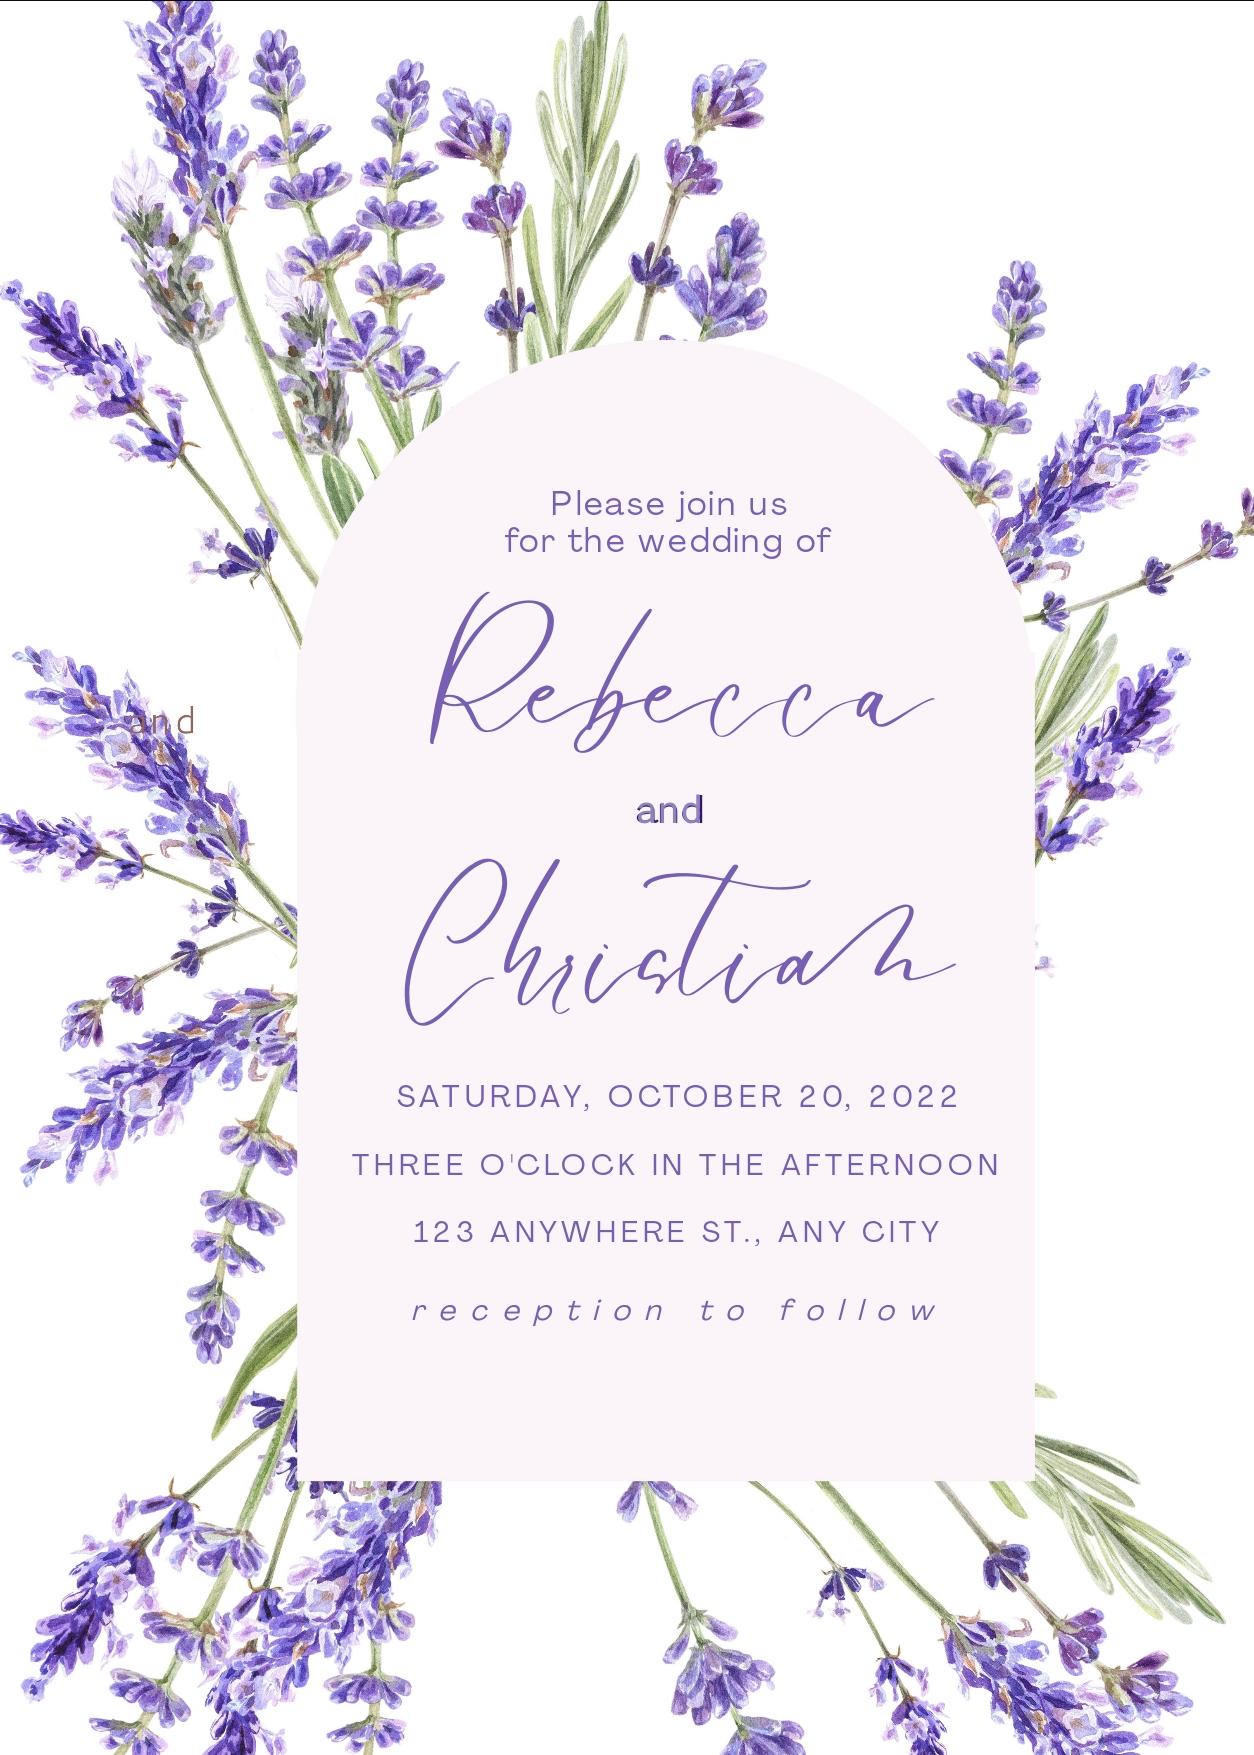 Please join us
for the wedding of
Rebecca
and
and
Christian
SATURDAY, OCTOBER 20, 2022
THREE O'CLOCK IN THE AFTERNOON
123 ANYWHERE ST., ANY CITY
reception to follow